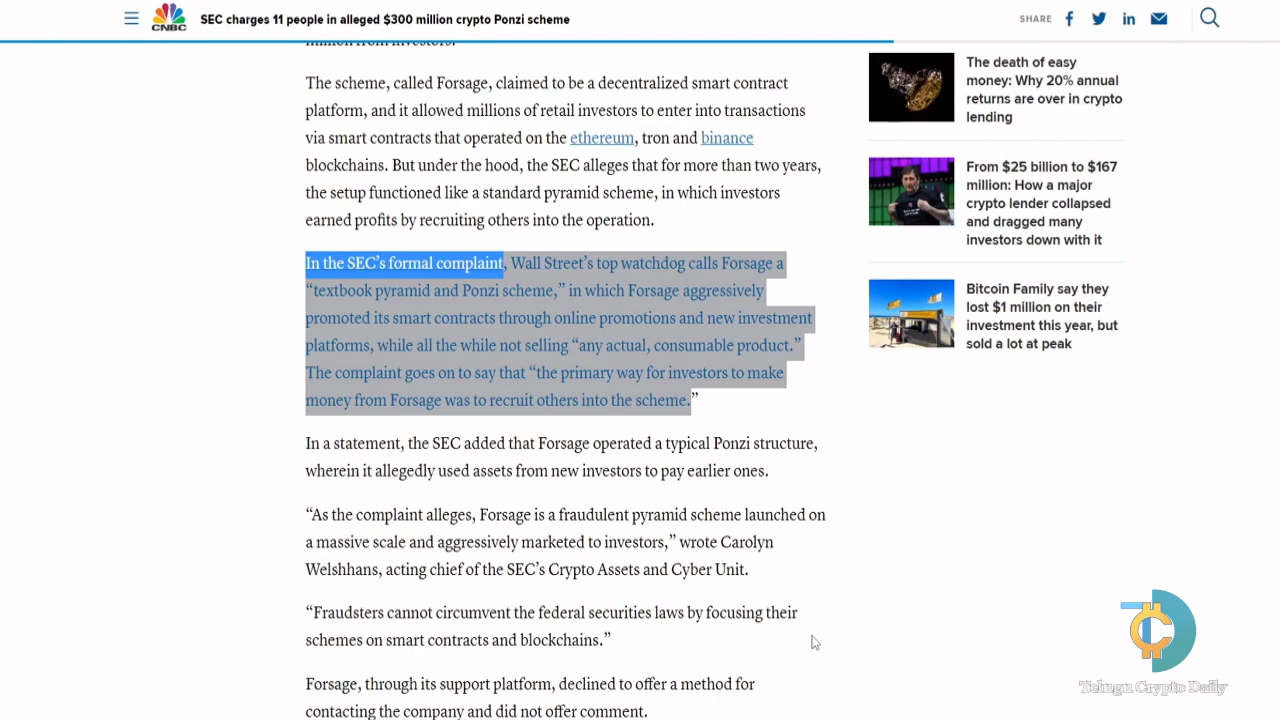 CNBC
SEC charges 11 people in alleged $300 million crypto Ponzi scheme
SHARE
million from investors.
The scheme, called Forsage, claimed to be a decentralized smart contract
platform, and it allowed millions of retail investors to enter into transactions
via smart contracts that operated on the ethereum, tron and binance
blockchains. But under the hood, the SEC alleges that for more than two years,
the setup functioned like a standard pyramid scheme, in which investors
earned profits by recruiting others into the operation.
In the SEC’s formal complaint, Wall Street’s top watchdog calls Forsage a
“textbook pyramid and Ponzi scheme,” in which Forsage aggressively
promoted its smart contracts through online promotions and new investment
platforms, while all the while not selling “any actual, consumable product.”
The complaint goes on to say that “the primary way for investors to make
money from Forsage was to recruit others into the scheme.”
In a statement, the SEC added that Forsage operated a typical Ponzi structure,
wherein it allegedly used assets from new investors to pay earlier ones.
“As the complaint alleges, Forsage is a fraudulent pyramid scheme launched on
a massive scale and aggressively marketed to investors,” wrote Carolyn
Welshhans, acting chief of the SEC’s Crypto Assets and Cyber Unit.
“Fraudsters cannot circumvent the federal securities laws by focusing their
schemes on smart contracts and blockchains.”
Forsage, through its support platform, declined to offer a method for
contacting the company and did not offer comment.
The death of easy
money: Why 20% annual
returns are over in crypto
lending
From $25 billion to $167
million: How a major
crypto lender collapsed
and dragged many
investors down with it
Bitcoin Family say they
lost $1 million on their
investment this year, but
sold a lot at peak
Telugu Crypto Daily